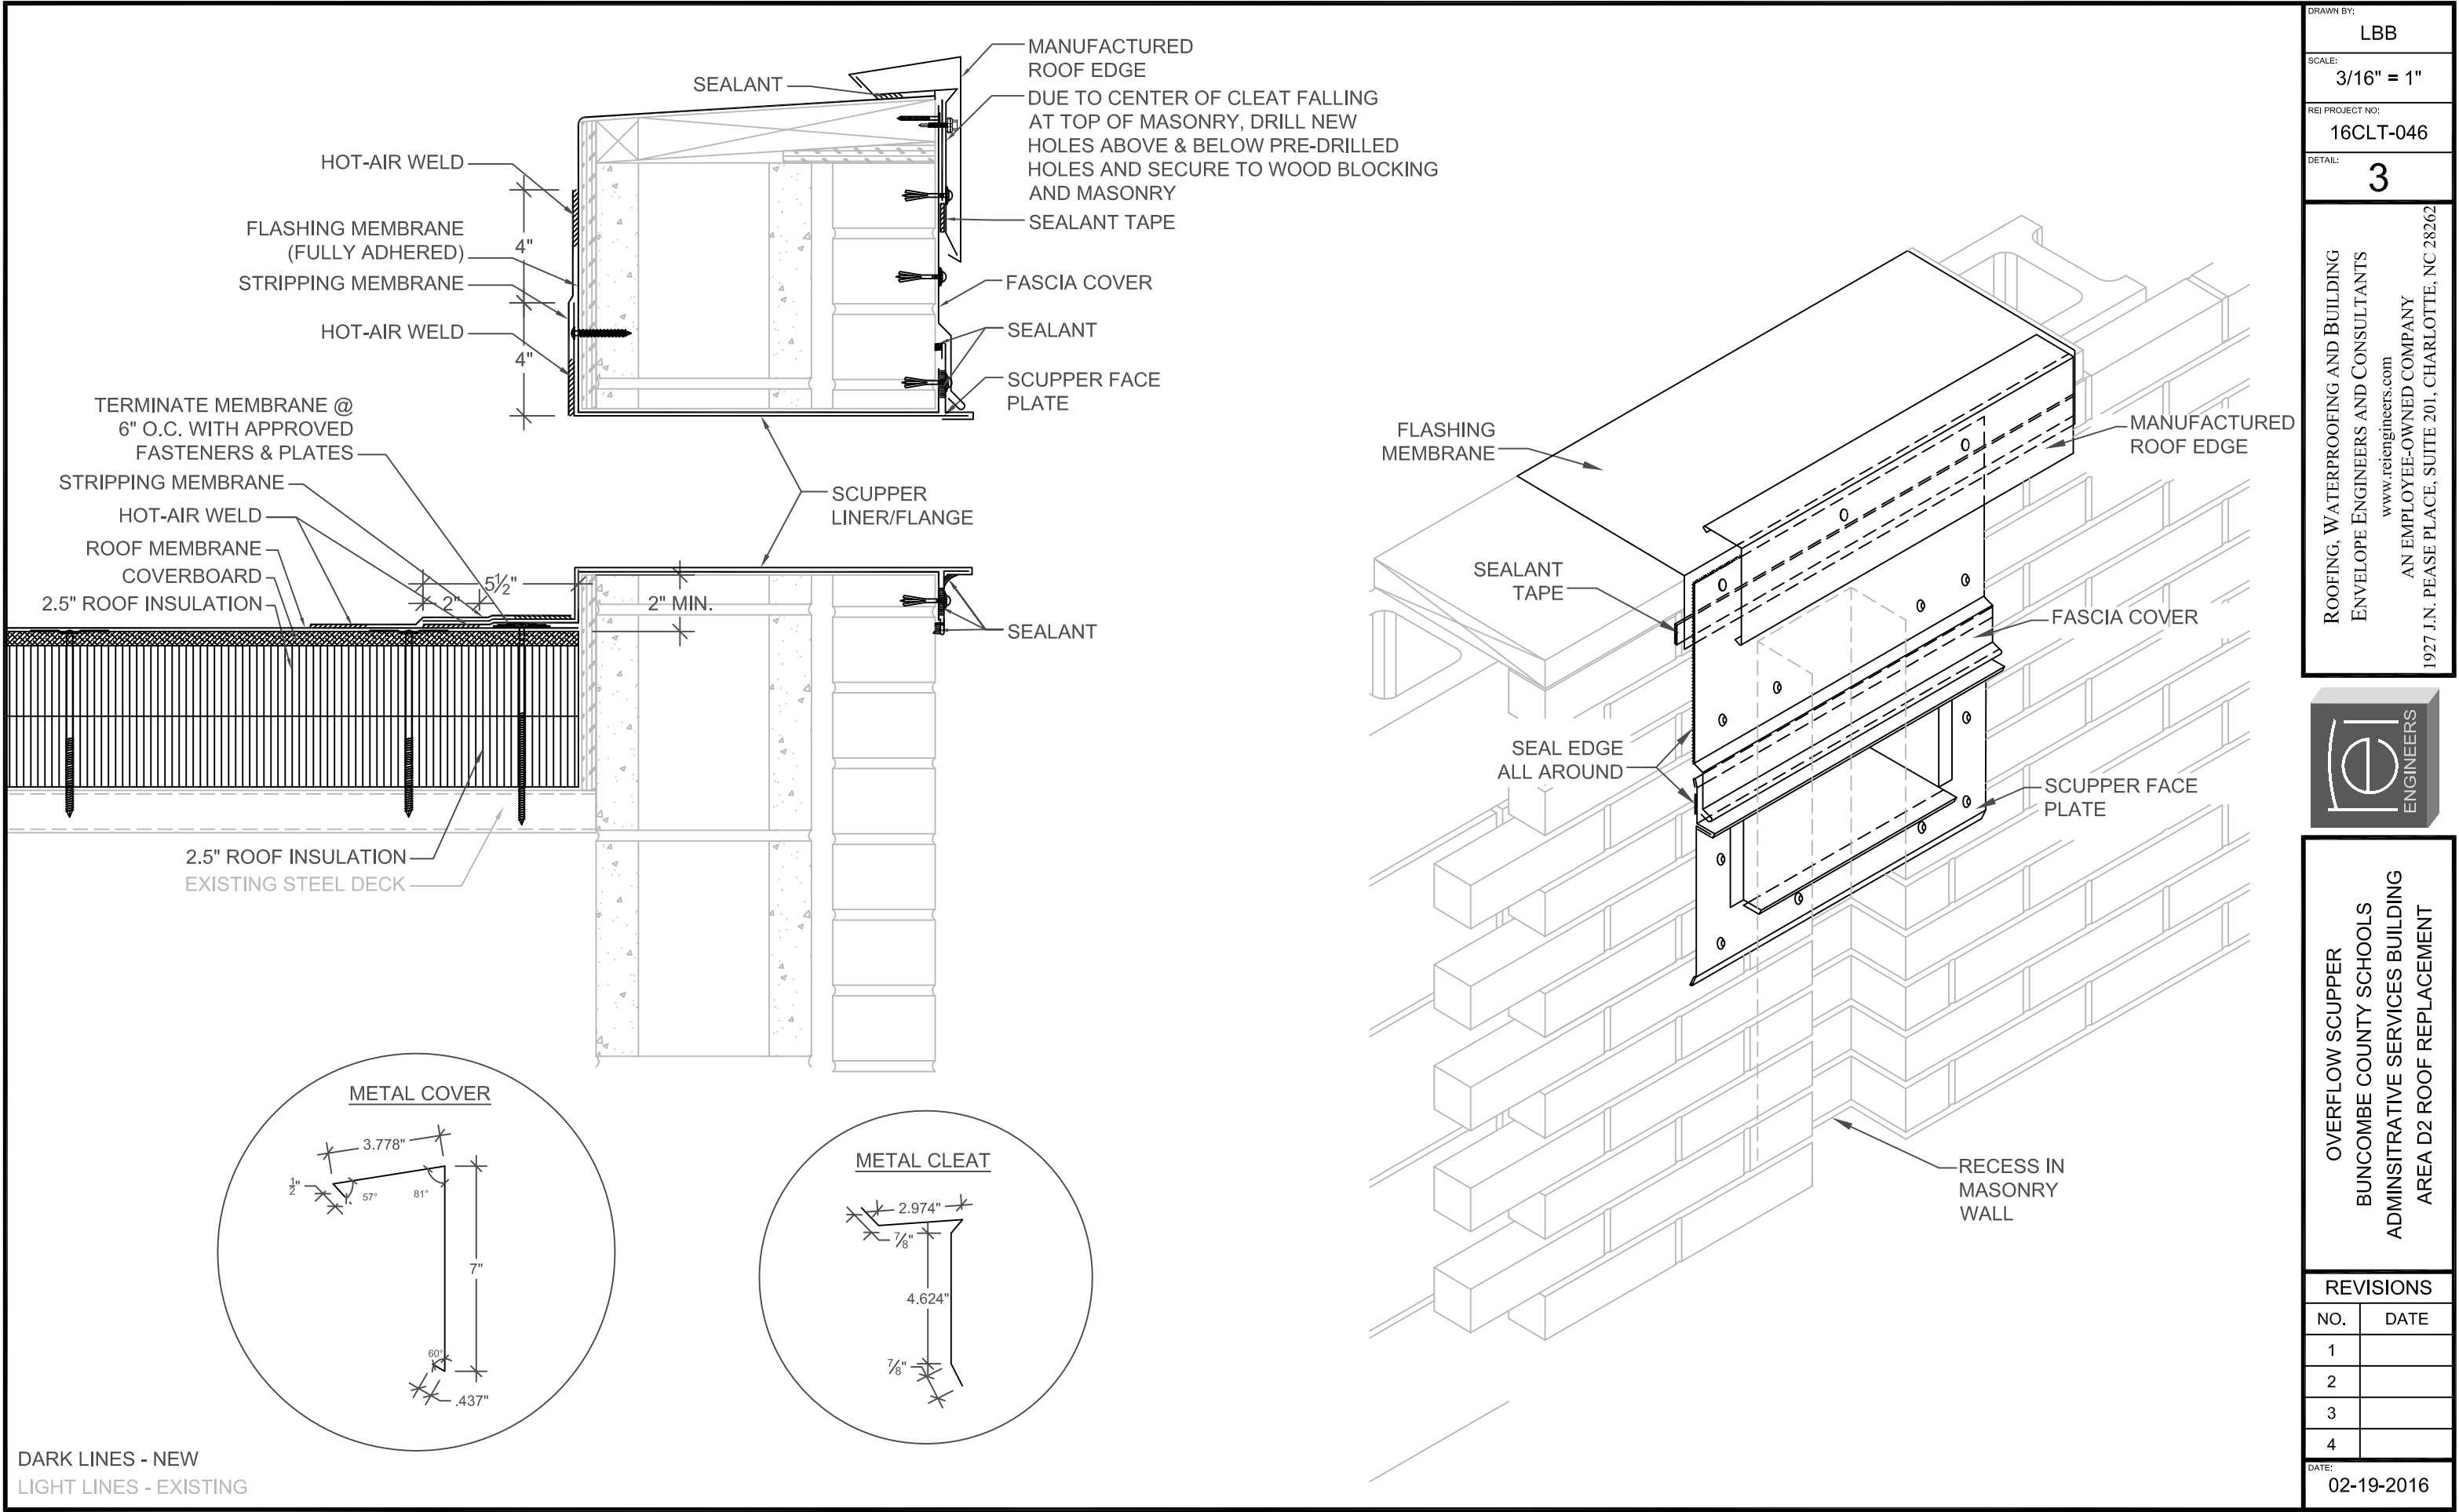 SEALANT
MANUFACTURED
ROOF EDGE
DUE TO CENTER OF CLEAT FALLING
AT TOP OF MASONRY, DRILL NEW
HOLES ABOVE & BELOW PRE-DRILLED
HOLES AND SECURE TO WOOD BLOCKING
AND MASONRY
SEALANT TAPE
FASCIA COVER
SEALANT
SCUPPER FACE
PLATE
HOT-AIR WELD
FLASHING MEMBRANE
(FULLY ADHERED)
STRIPPING MEMBRANE
HOT-AIR WELD
4"
4"
TERMINATE MEMBRANE @
6" O.C. WITH APPROVED
FASTENERS & PLATES
STRIPPING MEMBRANE
HOT-AIR WELD
ROOF MEMBRANE
COVERBOARD
2.5" ROOF INSULATION
5½"
2"
2" MIN.
SCUPPER
LINER/FLANGE
SEALANT
2.5" ROOF INSULATION
EXISTING STEEL DECK
METAL COVER
3.778"
½"
57°
81°
7"
60°
.437"
METAL CLEAT
2.974"
⅞"
4.624"
⅞"
DARK LINES - NEW
LIGHT LINES - EXISTING
FLASHING
MEMBRANE
MANUFACTURED
ROOF EDGE
SEALANT
TAPE
FASCIA COVER
SEAL EDGE
ALL AROUND
SCUPPER FACE
PLATE
RECESS IN
MASONRY
WALL
DRAWN BY:
LBB
SCALE:
3/16" = 1"
REI PROJECT NO:
16CLT-046
DETAIL:
3
ROOFING, WATERPROOFING AND BUILDING
ENVELOPE ENGINEERS AND CONSULTANTS
www.reiengineers.com
AN EMPLOYEE-OWNED COMPANY
1927 J.N. PEASE PLACE, SUITE 201, CHARLOTTE, NC 28262
rei
ENGINEERS
OVERFLOW SCUPPER
BUNCOMBE COUNTY SCHOOLS
ADMINSITRATIVE SERVICES BUILDING
AREA D2 ROOF REPLACEMENT
REVISIONS
NO. DATE
1
2
3
4
DATE:
02-19-2016